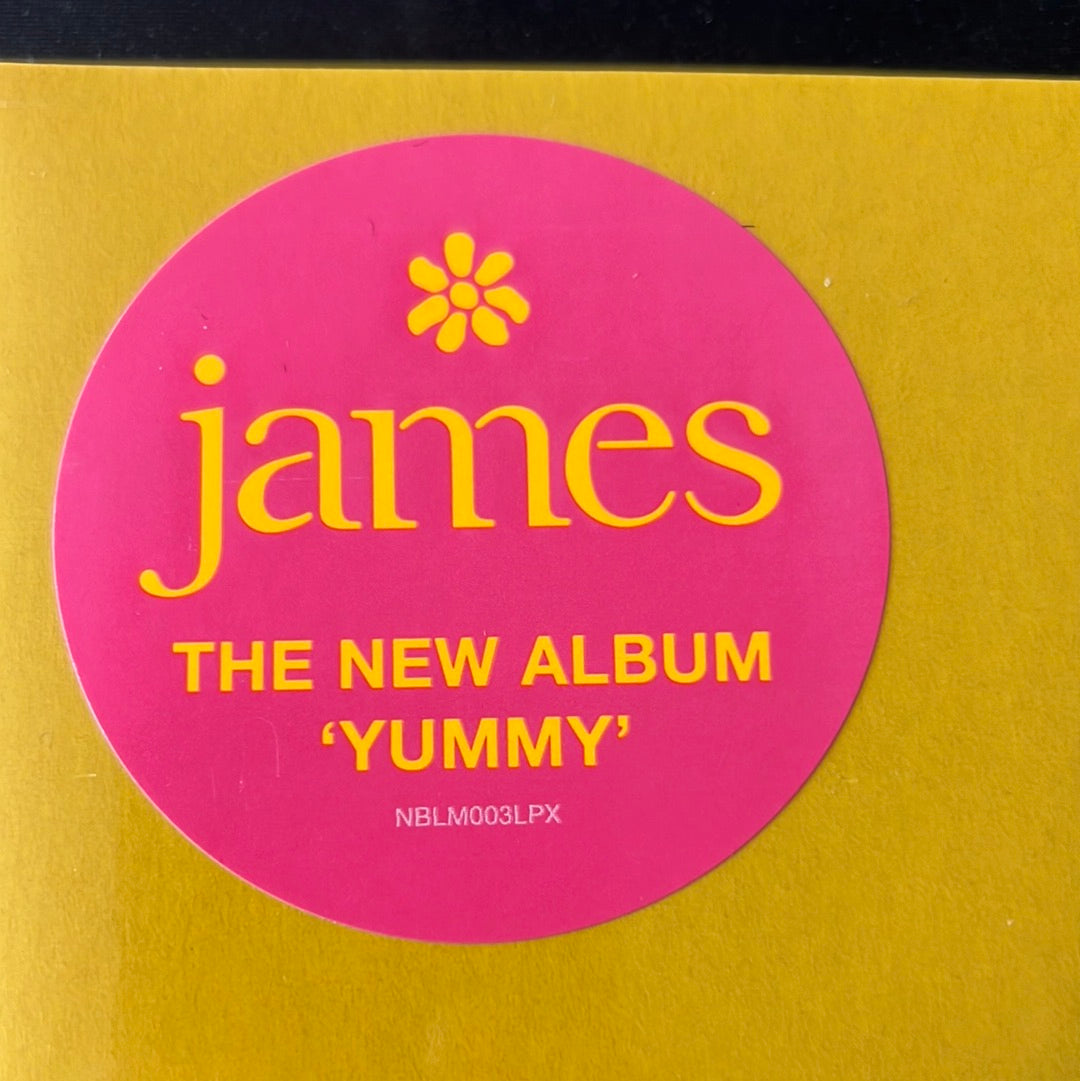 james
THE NEW ALBUM
‘YUMMY’
NBLM003LPX